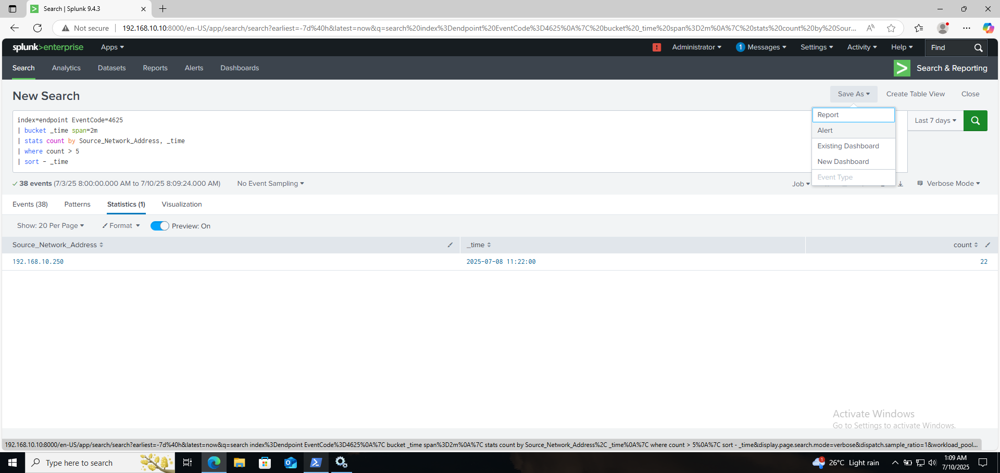 Search | Splunk 9.4.3
Not secure
192.168.10.10:8000/en-US/app/search/search?earliest=-7d%40h&latest=now&q=search%20index%3Dendpoint%20EventCode%3D4625%0A%7C%20bucket%20_time%20span%3D2m%0A%7C%20stats%20count%20by%20Sour...
splunk>enterprise
Apps
!
Administrator
1 Messages
Settings
Activity
Help
Find
Search
Analytics
Datasets
Reports
Alerts
Dashboards
Search & Reporting
New Search
Save As
Create Table View
Close
index=endpoint EventCode=4625
| bucket _time span=2m
| stats count by Source_Network_Address, _time
| where count > 5
| sort - _time
Report
Alert
Existing Dashboard
New Dashboard
Event Type
Last 7 days
38 events (7/3/25 8:00:00.000 AM to 7/10/25 8:09:24.000 AM)
No Event Sampling
Job
Verbose Mode
Events (38)
Patterns
Statistics (1)
Visualization
Show: 20 Per Page
Format
Preview: On
Source_Network_Address
_time
count
192.168.10.250
2025-07-08 11:22:00
22
Activate Windows
Go to Settings to activate Windows.
192.168.10.10:8000/en-US/app/search/search?earliest=-7d%40h&latest=now&q=search index%3Dendpoint EventCode%3D4625%0A%7C bucket _time span%3D2m%0A%7C stats count by Source_Network_Address%2C _time%0A%7C where count > 5%0A%7C sort - _time&display.page.search.mode=verbose&dispatch.sample_ratio=1&workload_pool...
Type here to search
1
26°C Light rain
1:09 AM
7/10/2025